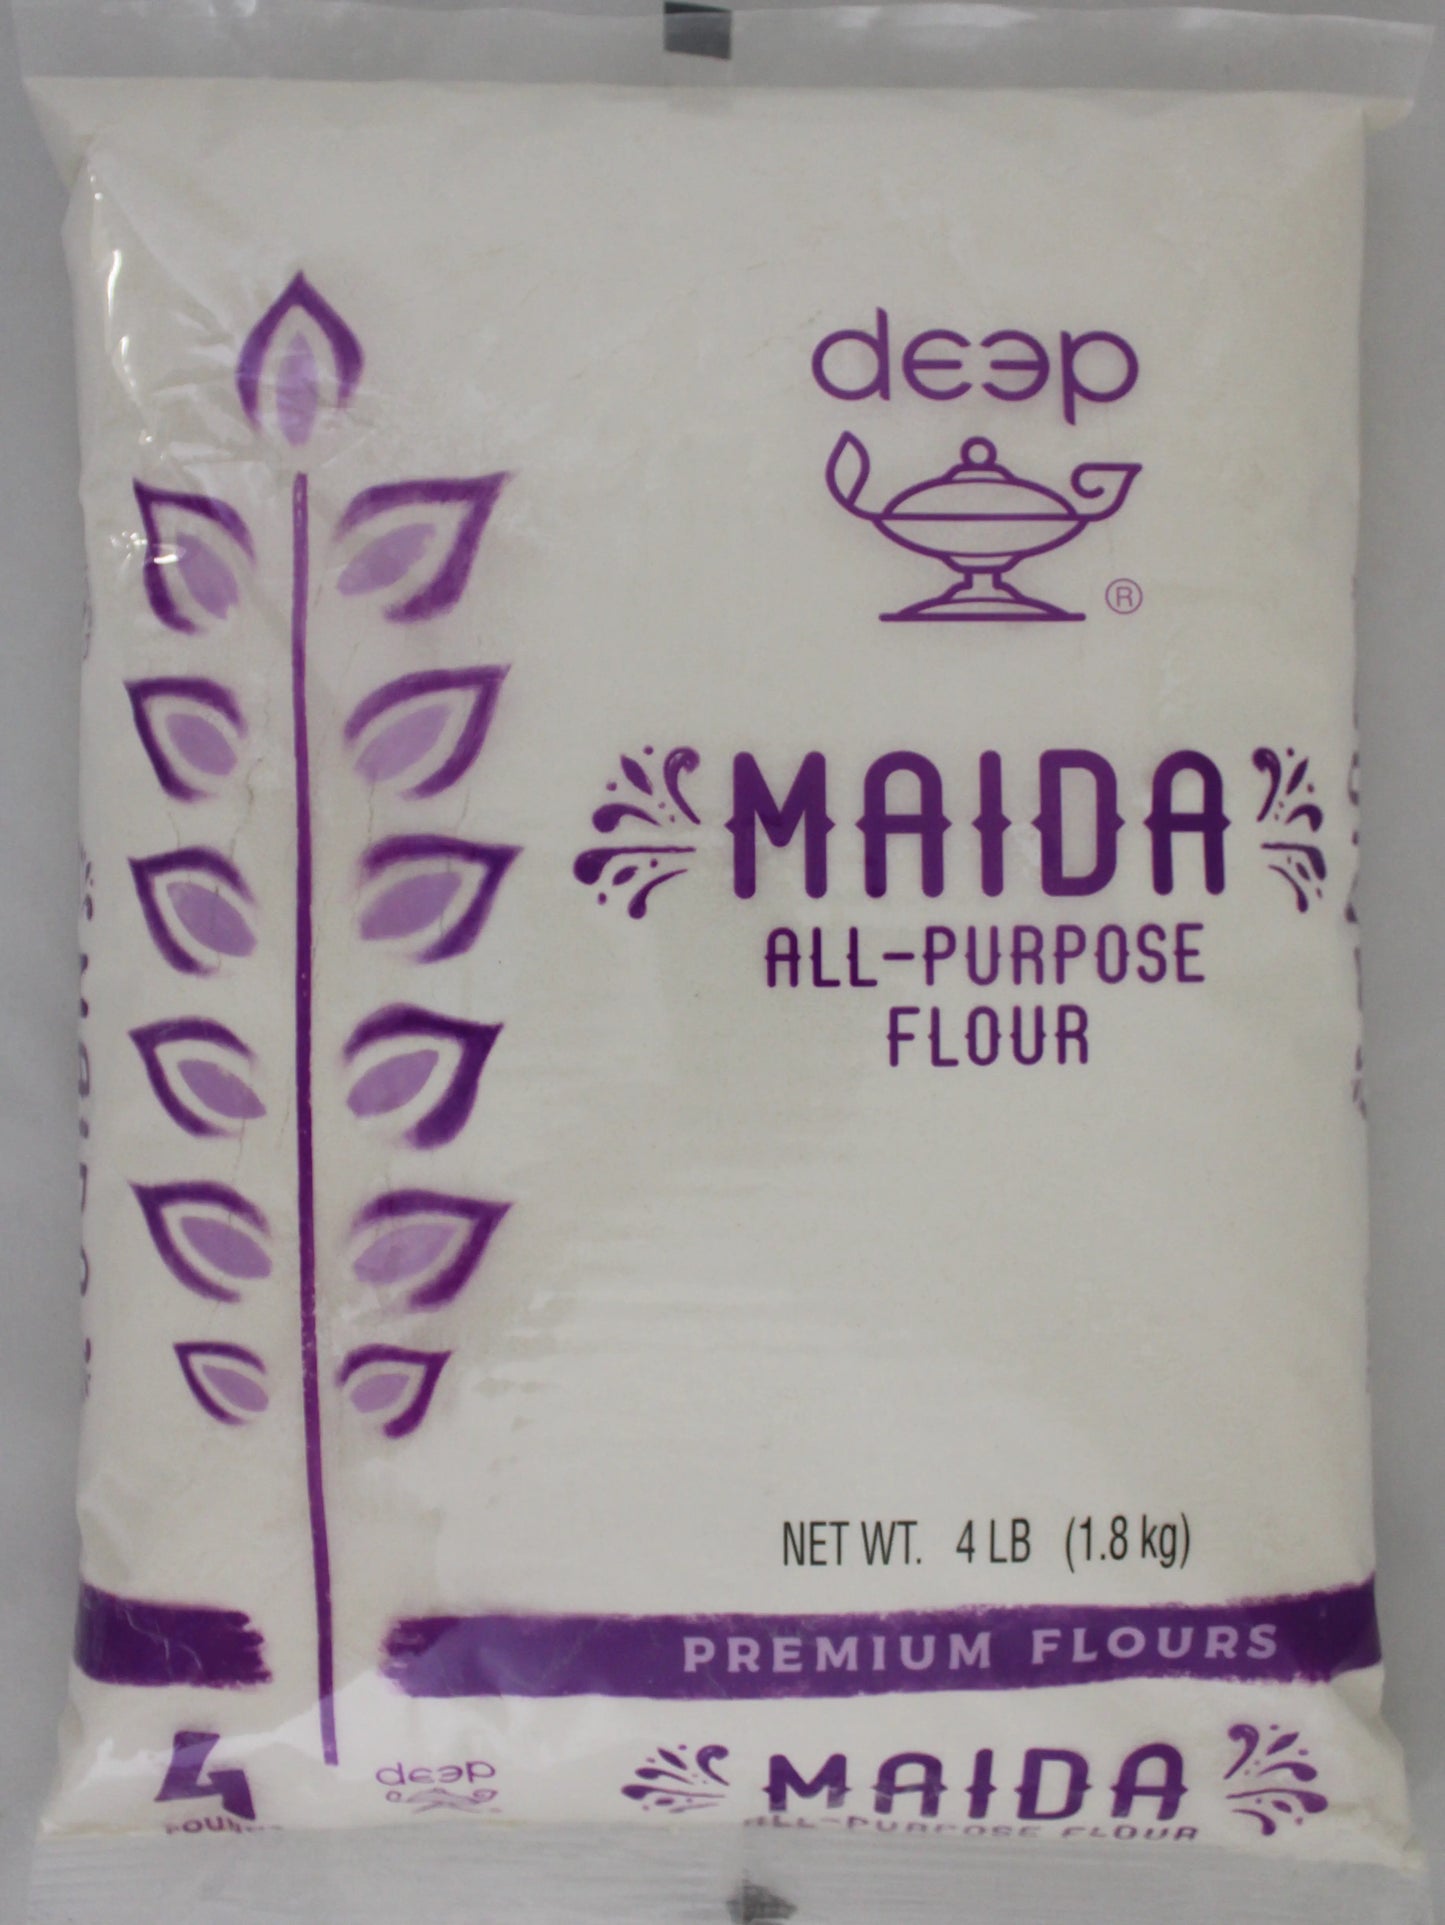 deep
®
MAIDA
ALL-PURPOSE
FLOUR
NET WT. 4 LB (1.8 kg)
PREMIUM FLOURS
4
deep
MAIDA
ALL-PURPOSE FLOUR